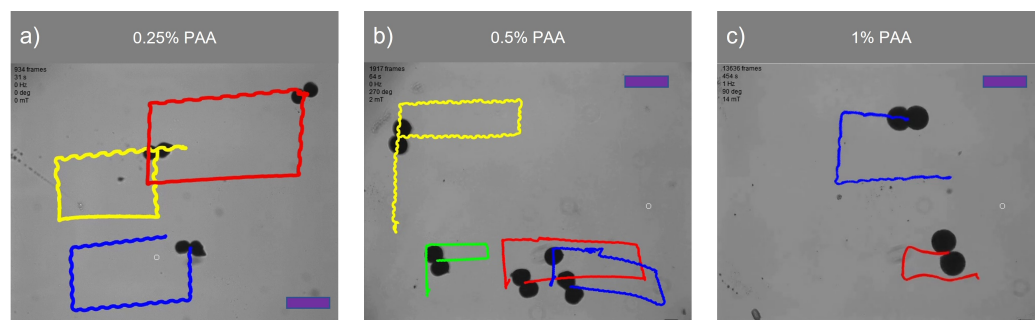 a) 0.25% PAA
934 frames
31 s
0 Hz
0 deg
0 mT
b) 0.5% PAA
1917 frames
64 s
0 Hz
270 deg
2 mT
c) 1% PAA
13636 frames
454 s
1 Hz
90 deg
14 mT